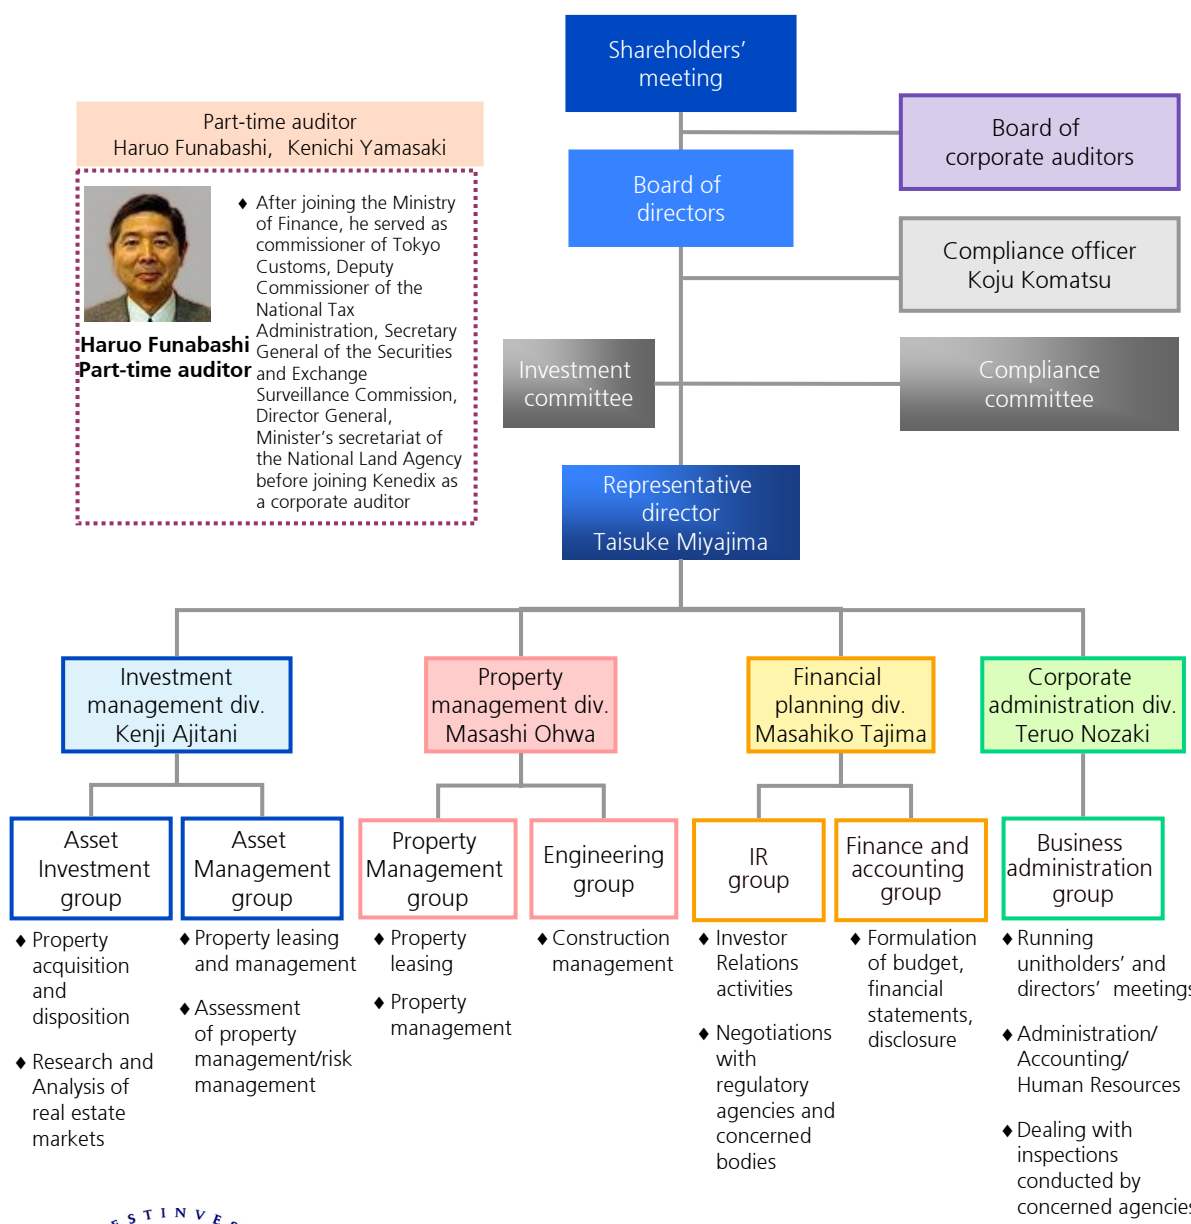 Shareholders’
meeting
Part-time auditor
Haruo Funabashi, Kenichi Yamasaki
Board of
corporate auditors
Board of
directors
♦ After joining the Ministry
of Finance, he served as
commissioner of Tokyo
Customs, Deputy
Commissioner of the
National Tax
Administration, Secretary
General of the Securities
and Exchange
Surveillance Commission,
Director General,
Minister’s secretariat of
the National Land Agency
before joining Kenedix as
a corporate auditor
Haruo Funabashi
Part-time auditor
Compliance officer
Koju Komatsu
Investment
committee
Compliance
committee
Representative
director
Taisuke Miyajima
Investment
management div.
Kenji Ajitani
Property
management div.
Masashi Ohwa
Financial
planning div.
Masahiko Tajima
Corporate
administration div.
Teruo Nozaki
Asset
Investment
group
Asset
Management
group
Property
Management
group
Engineering
group
IR
group
Finance and
accounting
group
Business
administration
group
♦ Property
acquisition
and
disposition
♦ Research and
Analysis of
real estate
markets
♦ Property leasing
and management
♦ Assessment
of property
management/risk
management
♦ Property
leasing
♦ Property
management
♦ Construction
management
♦ Investor
Relations
activities
♦ Negotiations
with
regulatory
agencies and
concerned
bodies
♦ Formulation
of budget,
financial
statements,
disclosure
♦ Running
unitholders’ and
directors’ meetings
♦ Administration/
Accounting/
Human Resources
♦ Dealing with
inspections
conducted by
concerned agencies